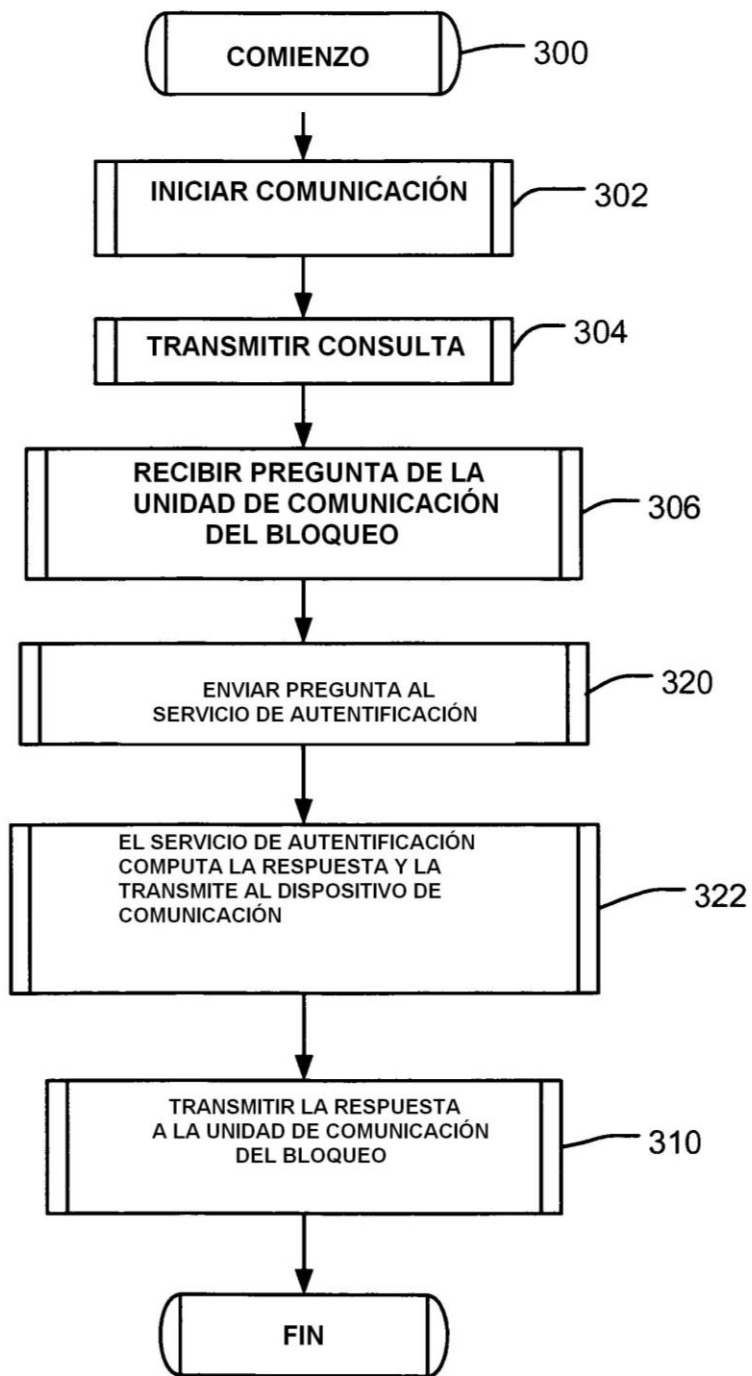 COMIENZO
300
INICIAR COMUNICACIÓN
302
TRANSMITIR CONSULTA
304
RECIBIR PREGUNTA DE LA
UNIDAD DE COMUNICACIÓN
DEL BLOQUEO
306
ENVIAR PREGUNTA AL
SERVICIO DE AUTENTIFICACIÓN
320
EL SERVICIO DE AUTENTIFICACIÓN
COMPUTA LA RESPUESTA Y LA
TRANSMITE AL DISPOSITIVO DE
COMUNICACIÓN
322
TRANSMITIR LA RESPUESTA
A LA UNIDAD DE COMUNICACIÓN
DEL BLOQUEO
310
FIN